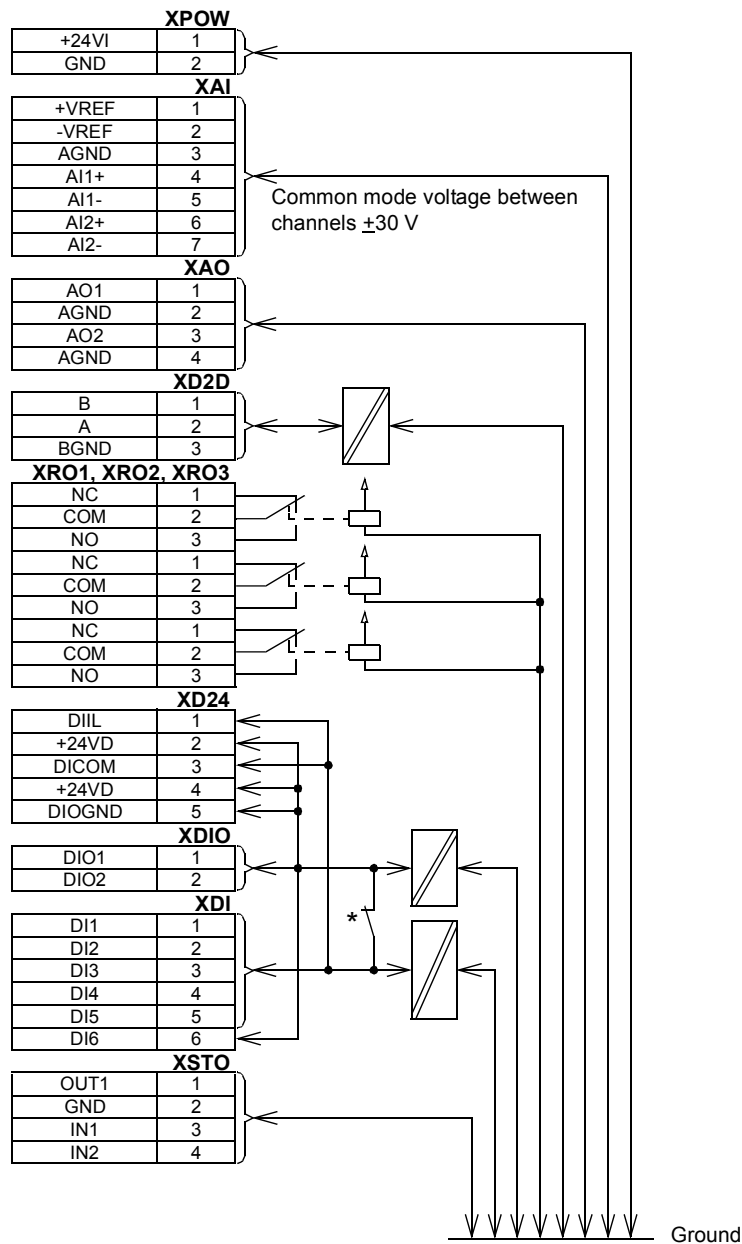 XPOW
+24VI 1
GND 2
XAI
+VREF 1
-VREF 2
AGND 3
AI1+ 4
AI1- 5
AI2+ 6
AI2- 7
Common mode voltage between
channels ±30 V
XAO
AO1 1
AGND 2
AO2 3
AGND 4
XD2D
B 1
A 2
BGND 3
XRO1, XRO2, XRO3
NC 1
COM 2
NO 3
NC 1
COM 2
NO 3
NC 1
COM 2
NO 3
XD24
DIIL 1
+24VD 2
DICOM 3
+24VD 4
DIOGND 5
XDIO
DIO1 1
DIO2 2
XDI
DI1 1
DI2 2
DI3 3
DI4 4
DI5 5
DI6 6
*
XSTO
OUT1 1
GND 2
IN1 3
IN2 4
Ground